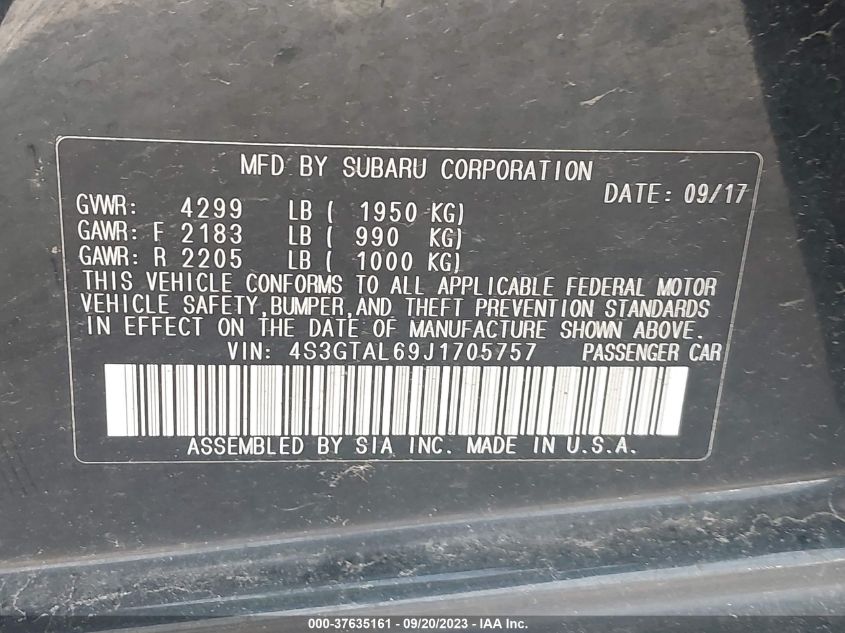 MFD BY SUBARU CORPORATION
DATE: 09/17
GVWR: 4299 LB ( 1950 KG)
GAWR: F 2183 LB ( 990 KG)
GAWR: R 2205 LB ( 1000 KG)
THIS VEHICLE CONFORMS TO ALL APPLICABLE FEDERAL MOTOR
VEHICLE SAFETY,BUMPER,AND THEFT PREVENTION STANDARDS
IN EFFECT ON THE DATE OF MANUFACTURE SHOWN ABOVE.
VIN: 4S3GTAL69J1705757 PASSENGER CAR
ASSEMBLED BY SIA INC. MADE IN U.S.A.
000-37635161 - 09/20/2023 - IAA Inc.